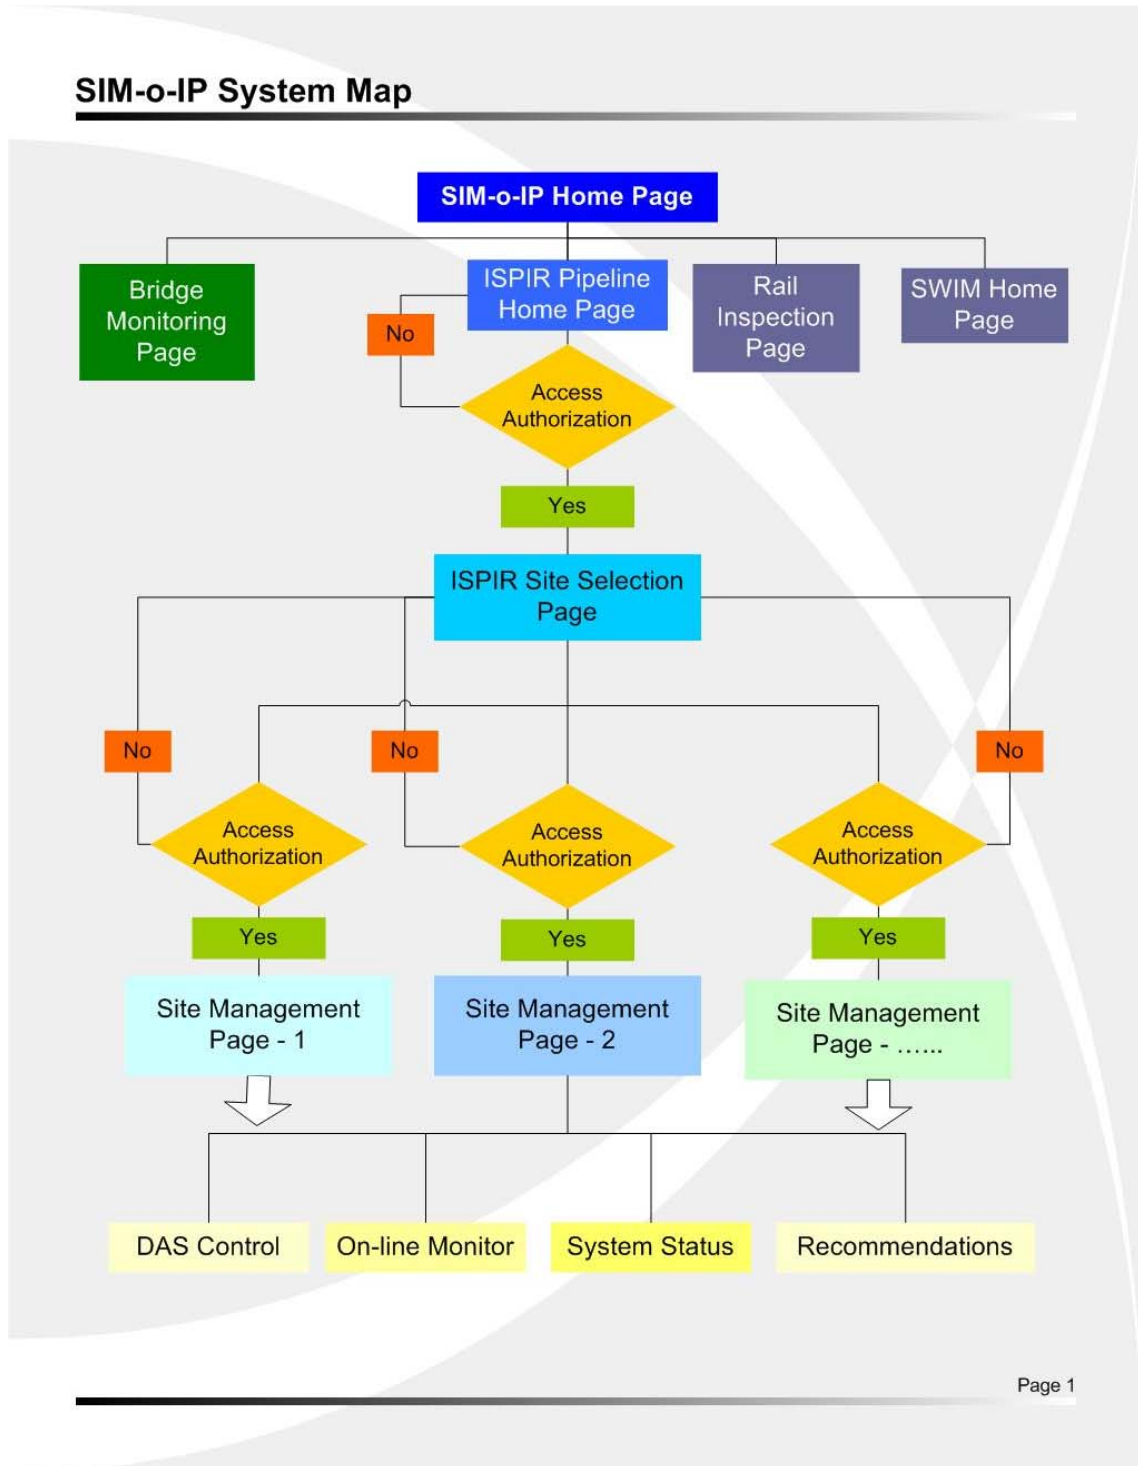 SIM-o-IP System Map
SIM-o-IP Home Page
Bridge
Monitoring
Page
ISPIR Pipeline
Home Page
Rail
Inspection
Page
SWIM Home
Page
No
Access
Authorization
Yes
ISPIR Site Selection
Page
No
No
No
Access
Authorization
Access
Authorization
Access
Authorization
Yes
Yes
Yes
Site Management
Page - 1
Site Management
Page - 2
Site Management
Page - …...
DAS Control
On-line Monitor
System Status
Recommendations
Page 1